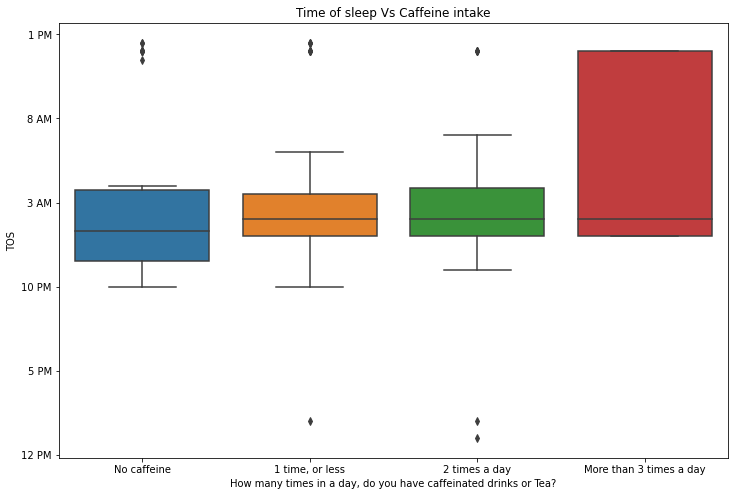 Time of sleep Vs Caffeine intake
1 PM
8 AM
3 AM
TOS
10 PM
5 PM
12 PM
No caffeine
1 time, or less
2 times a day
More than 3 times a day
How many times in a day, do you have caffeinated drinks or Tea?